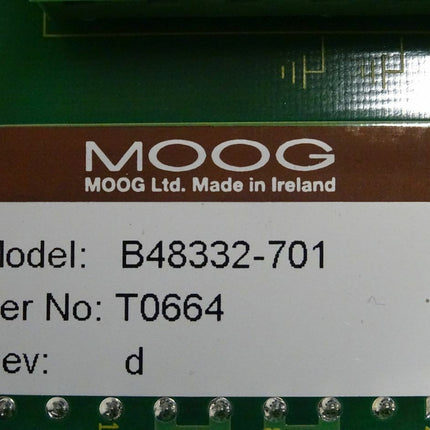 MOOG
MOOG Ltd. Made in Ireland
odel: B48332-701
er No: T0664
ev: d